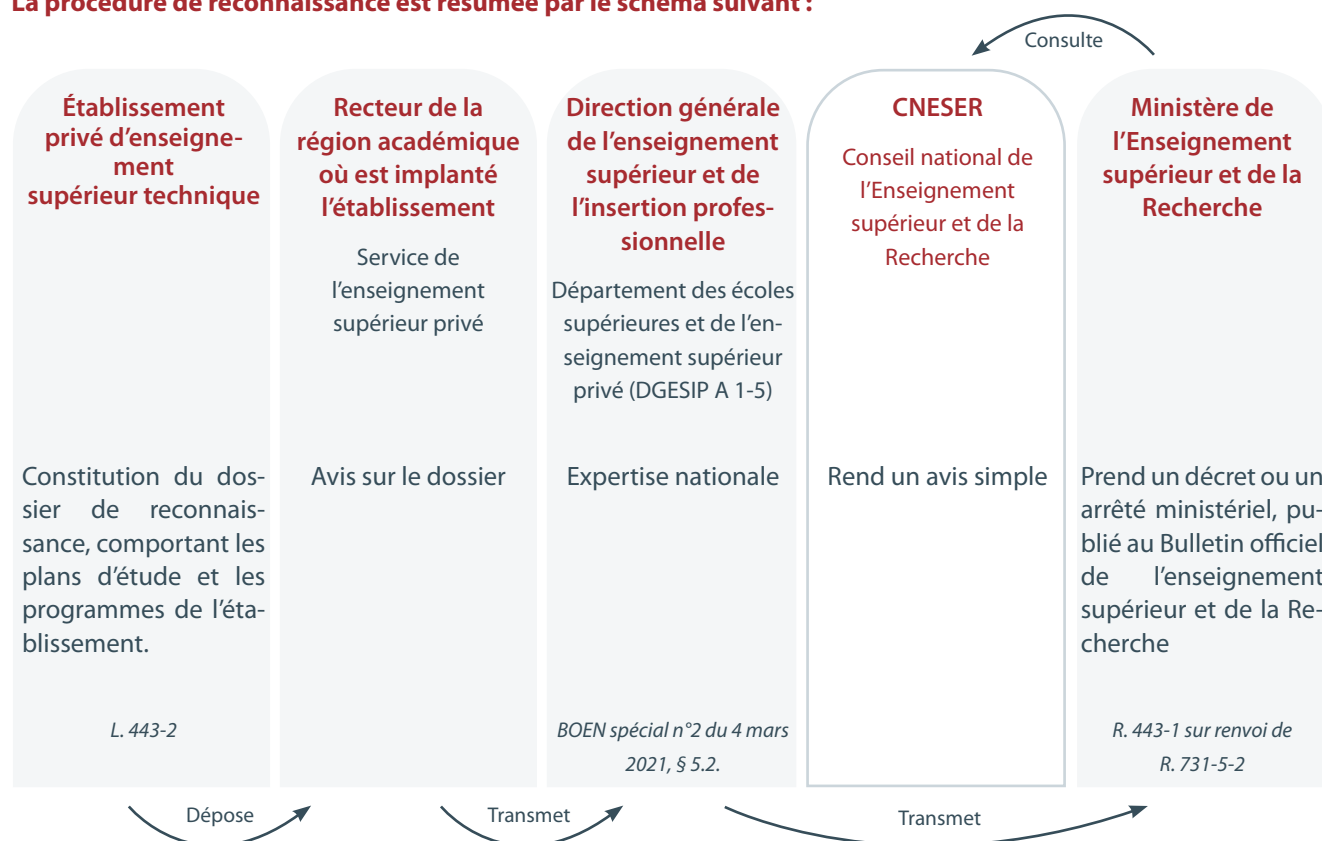 La procédure de reconnaissance est résumée par le schéma suivant :
Consulte
Établissement
privé d’enseigne-
ment
supérieur technique
Recteur de la
région académique
où est implanté
l’établissement
Service de
l’enseignement
supérieur privé
Direction générale
de l’enseignement
supérieur et de
l’insertion profes-
sionnelle
Département des écoles
supérieures et de l’en-
seignement supérieur
privé (DGESIP A 1-5)
CNESER
Conseil national de
l’Enseignement
supérieur et de la
Recherche
Ministère de
l’Enseignement
supérieur et de la
Recherche
Constitution du dos-
sier de reconnais-
sance, comportant les
plans d’étude et les
programmes de l’éta-
blissement.
Avis sur le dossier
Expertise nationale
Rend un avis simple
Prend un décret ou un
arrêté ministériel, pu-
blié au Bulletin officiel
de l’enseignement
supérieur et de la Re-
cherche
L. 443-2
BOEN spécial n°2 du 4 mars
2021, § 5.2.
R. 443-1 sur renvoi de
R. 731-5-2
Dépose
Transmet
Transmet